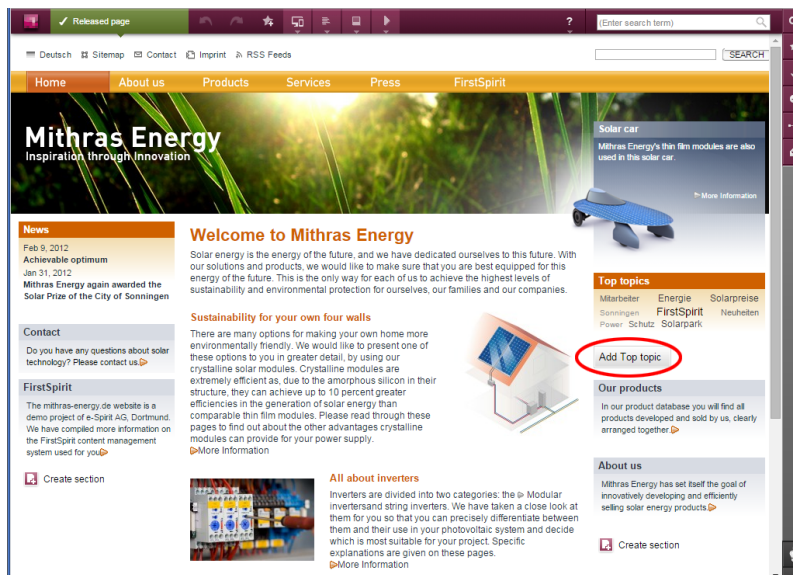 Released page
?
(Enter search term)
Deutsch Sitemap Contact Imprint RSS Feeds
SEARCH
Home About us Products Services Press FirstSpirit
Mithras Energy
Inspiration through Innovation
Solar car
Mithras Energy's thin film modules are also
used in this solar car.
More Information
News
Feb 9, 2012
Achievable optimum
Jan 31, 2012
Mithras Energy again awarded the
Solar Prize of the City of Sonningen
Contact
Do you have any questions about solar
technology? Please contact us.
FirstSpirit
The mithras-energy.de website is a
demo project of e-Spirit AG, Dortmund.
We have compiled more information on
the FirstSpirit content management
system used for you
Create section
Welcome to Mithras Energy
Solar energy is the energy of the future, and we have dedicated ourselves to this future. With
our solutions and products, we would like to make sure that you are best equipped for this
energy of the future. This is the only way for each of us to achieve the highest levels of
sustainability and environmental protection for ourselves, our families and our companies.
Sustainability for your own four
walls
There are many options for making your own home more
environmentally friendly. We would like to present one of
these options to you in greater detail, by using our
crystalline solar modules. Crystalline modules are
extremely efficient as, due to the amorphous silicon in their
structure, they can achieve up to 10 percent greater
efficiencies in the generation of solar energy than
comparable thin film modules. Please read through these
pages to find out about the other advantages crystalline
modules can provide for your power supply.
More Information
All about inverters
Inverters are divided into two categories: the Modular
invertersand string inverters. We have taken a close look at
them for you so that you can precisely differentiate between
them and their use in your photovoltaic system and decide
which is most suitable for your project. Specific
explanations are given on these pages.
More Information
Top topics
Mitarbeiter Energie Solarpreise
Sonningen FirstSpirit Neuheiten
Power Schutz Solarpark
Add Top topic
Our products
In our product database you will find all
products developed and sold by us, clearly
arranged together.
About us
Mithras Energy has set itself the goal of
innovatively developing and efficiently
selling solar energy products.
Create section